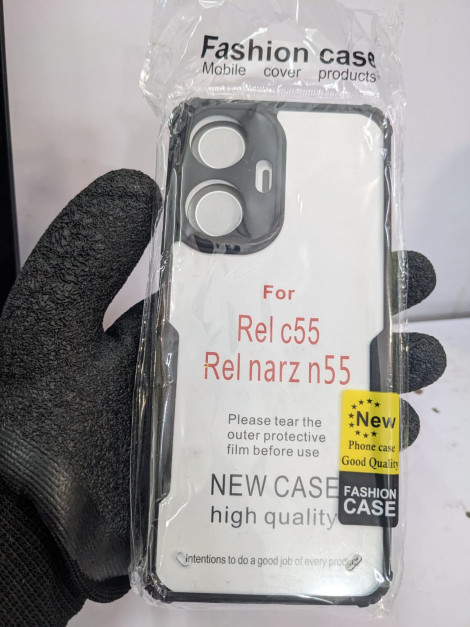 Fashion case
Mobile cover products
For
Rel c55
Rel narz n55
Please tear the
outer protective
film before use
NEW CASE
high quality
Intentions to do a good job of every product
New
Phone case
Good Quality
FASHION
CASE